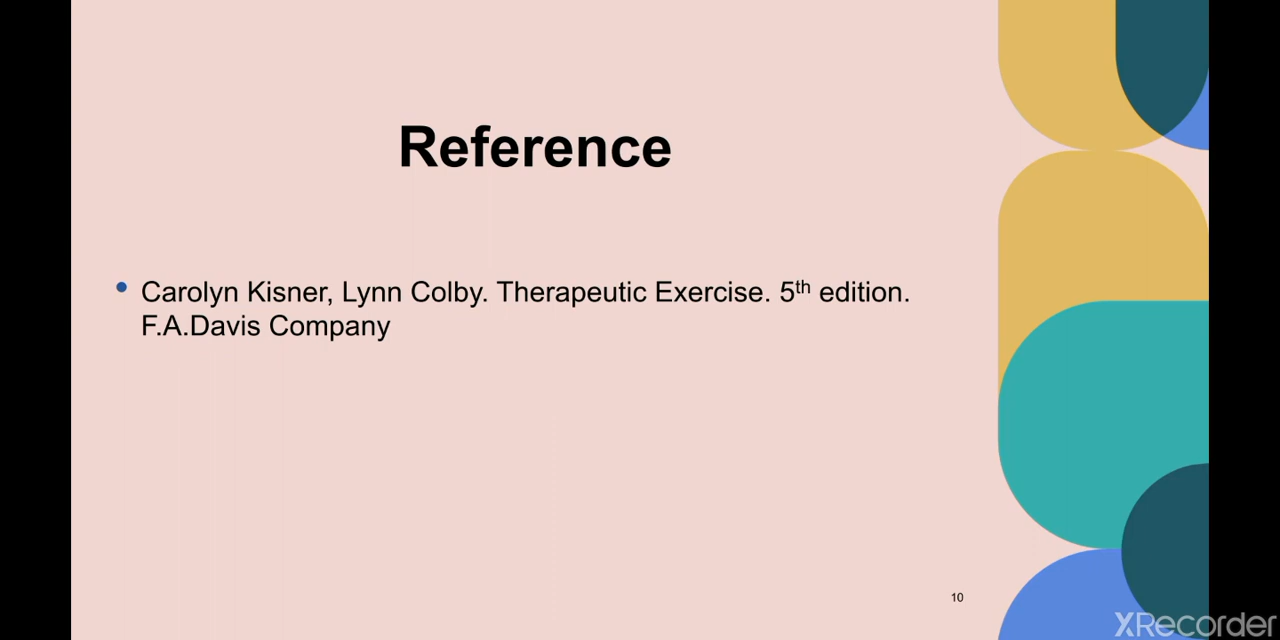 Reference
• Carolyn Kisner, Lynn Colby. Therapeutic Exercise. 5th edition.
F.A.Davis Company
10
XRecorder